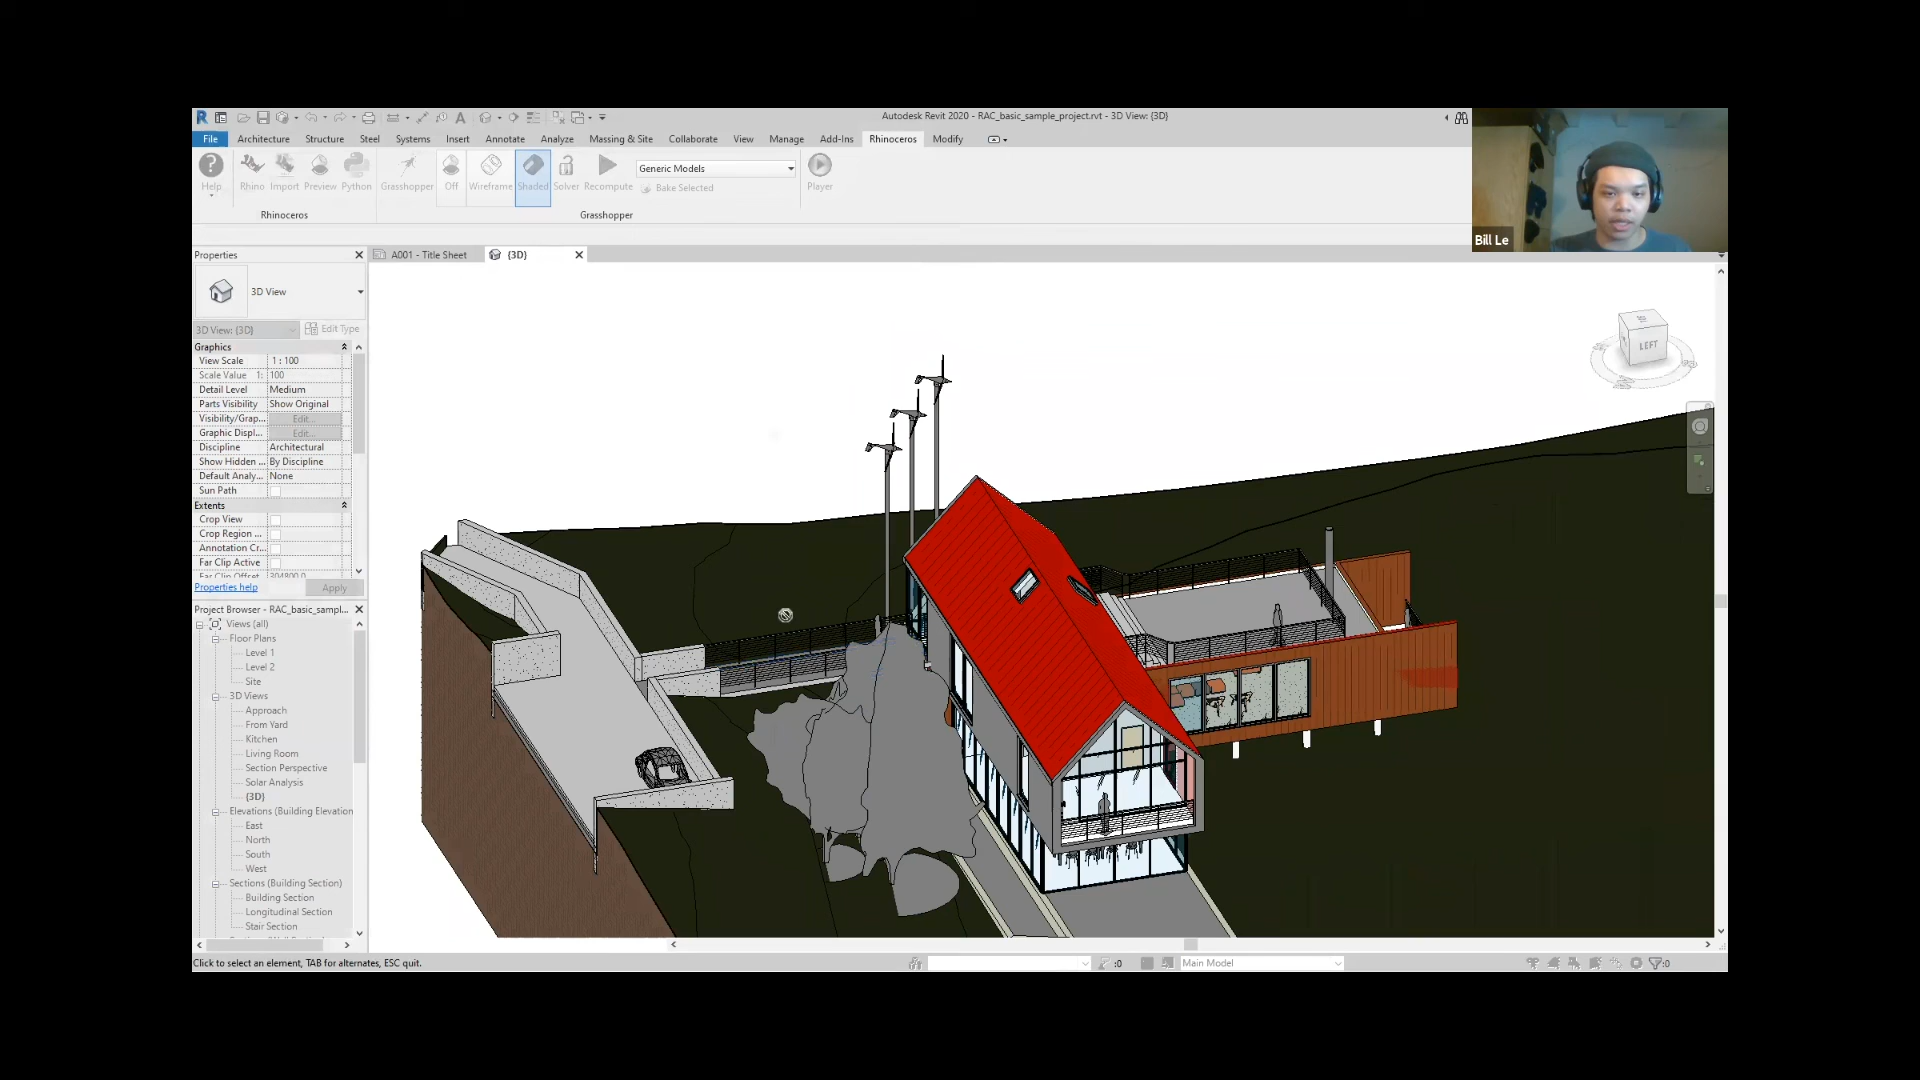 Autodesk Revit 2020 - RAC_basic_sample_project.rvt - 3D View: {3D}
File Architecture Structure Steel Systems Insert Annotate Analyze Massing & Site Collaborate View Manage Add-Ins Rhinoceros Modify
Generic Models
Help Rhino Import Preview Python Grasshopper Off Wireframe Shaded Solver Recompute Bake Selected Player
Rhinoceros Grasshopper
Bill Le
Properties
A001 - Title Sheet
{3D}
3D View
3D View: {3D}
Edit Type
Graphics
View Scale 1 : 100
Scale Value 1: 100
Detail Level Medium
Parts Visibility Show Original
Visibility/Grap... Edit...
Graphic Displ... Edit...
Discipline Architectural
Show Hidden ... By Discipline
Default Analy... None
Sun Path
Extents
Crop View
Crop Region ...
Annotation Cr...
Far Clip Active
Far Clip Offset 304800.0
Properties help
Apply
LEFT
Project Browser - RAC_basic_sampl...
Views (all)
Floor Plans
Level 1
Level 2
Site
3D Views
Approach
From Yard
Kitchen
Living Room
Section Perspective
Solar Analysis
{3D}
Elevations (Building Elevation
East
North
South
West
Sections (Building Section)
Building Section
Longitudinal Section
Stair Section
Click to select an element, TAB for alternates, ESC quit.
:0
Main Model
:0